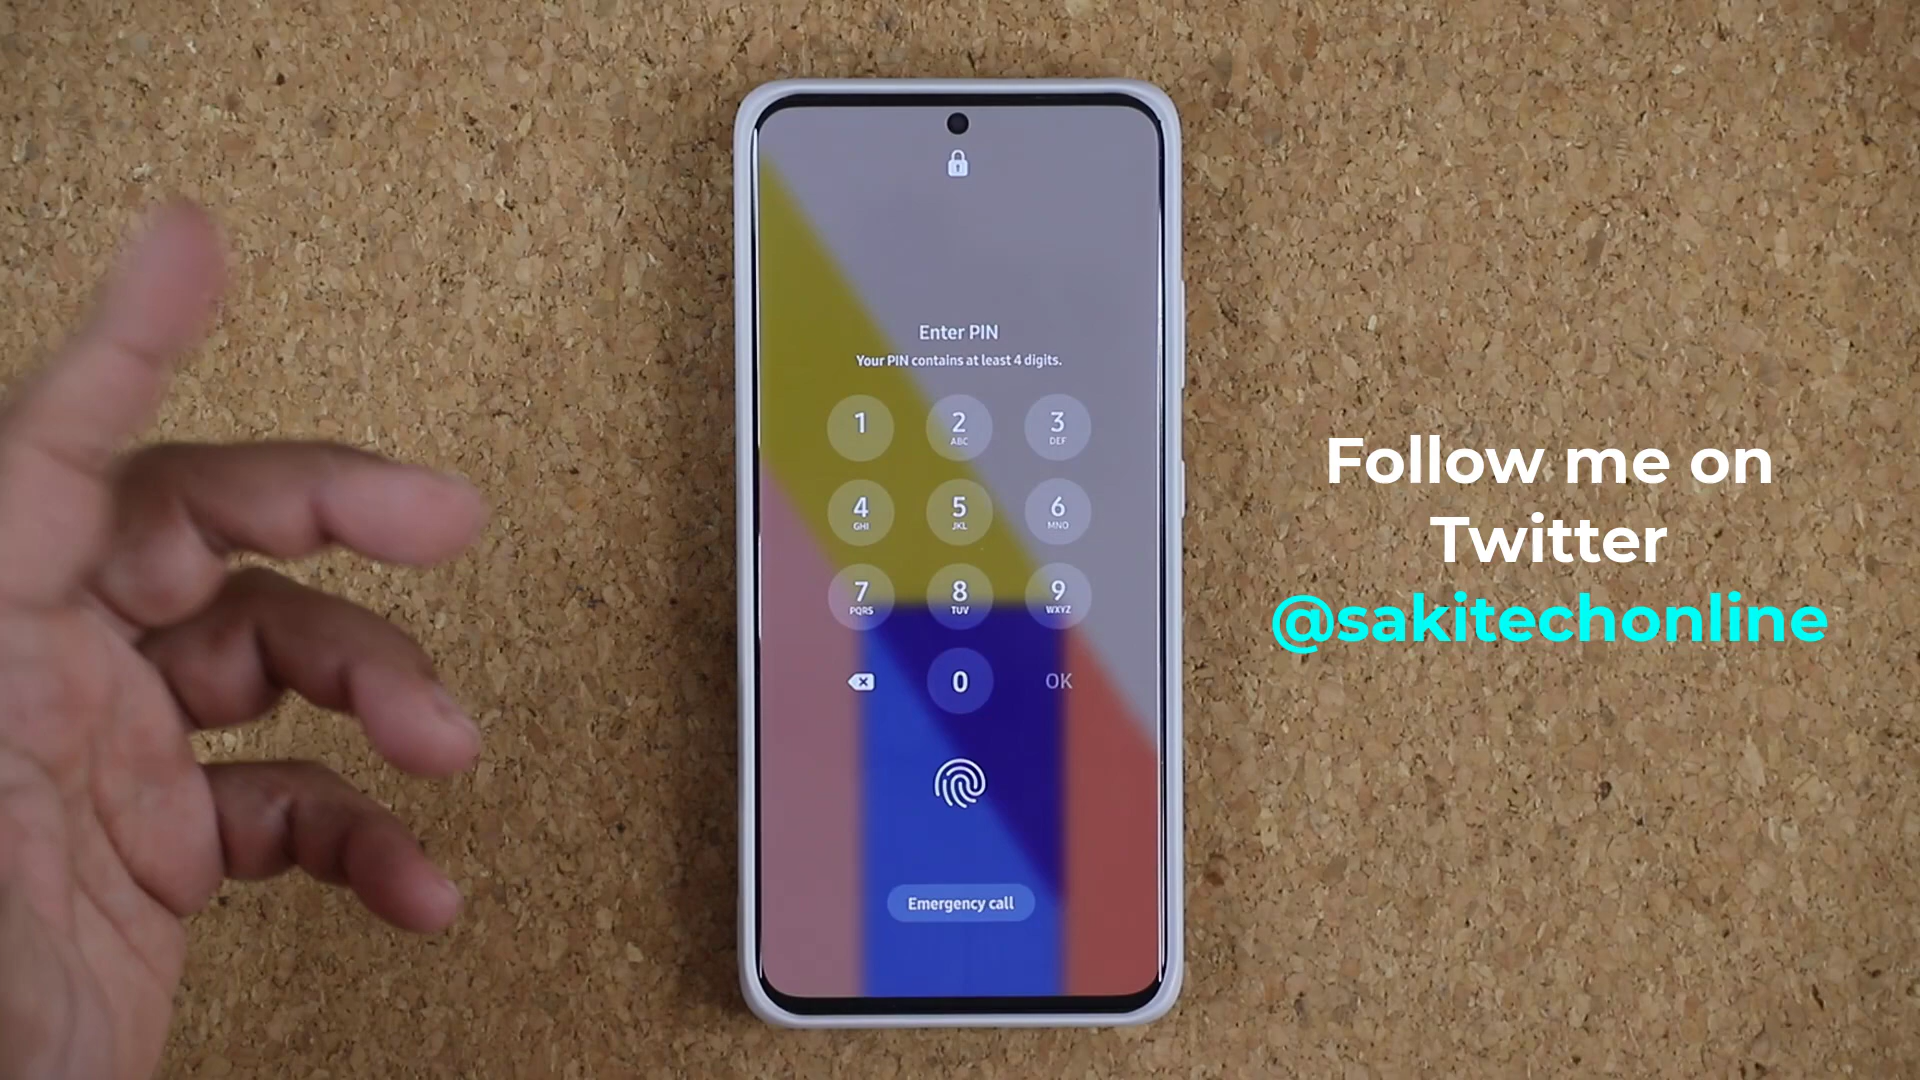 Enter PIN
Your PIN contains at least 4 digits.
1
2 ABC
3 DEF
4 GHI
5 JKL
6 MNO
7 PQRS
8 TUV
9 WXYZ
0 OK
Emergency call
Follow me on
Twitter
@sakitechonline